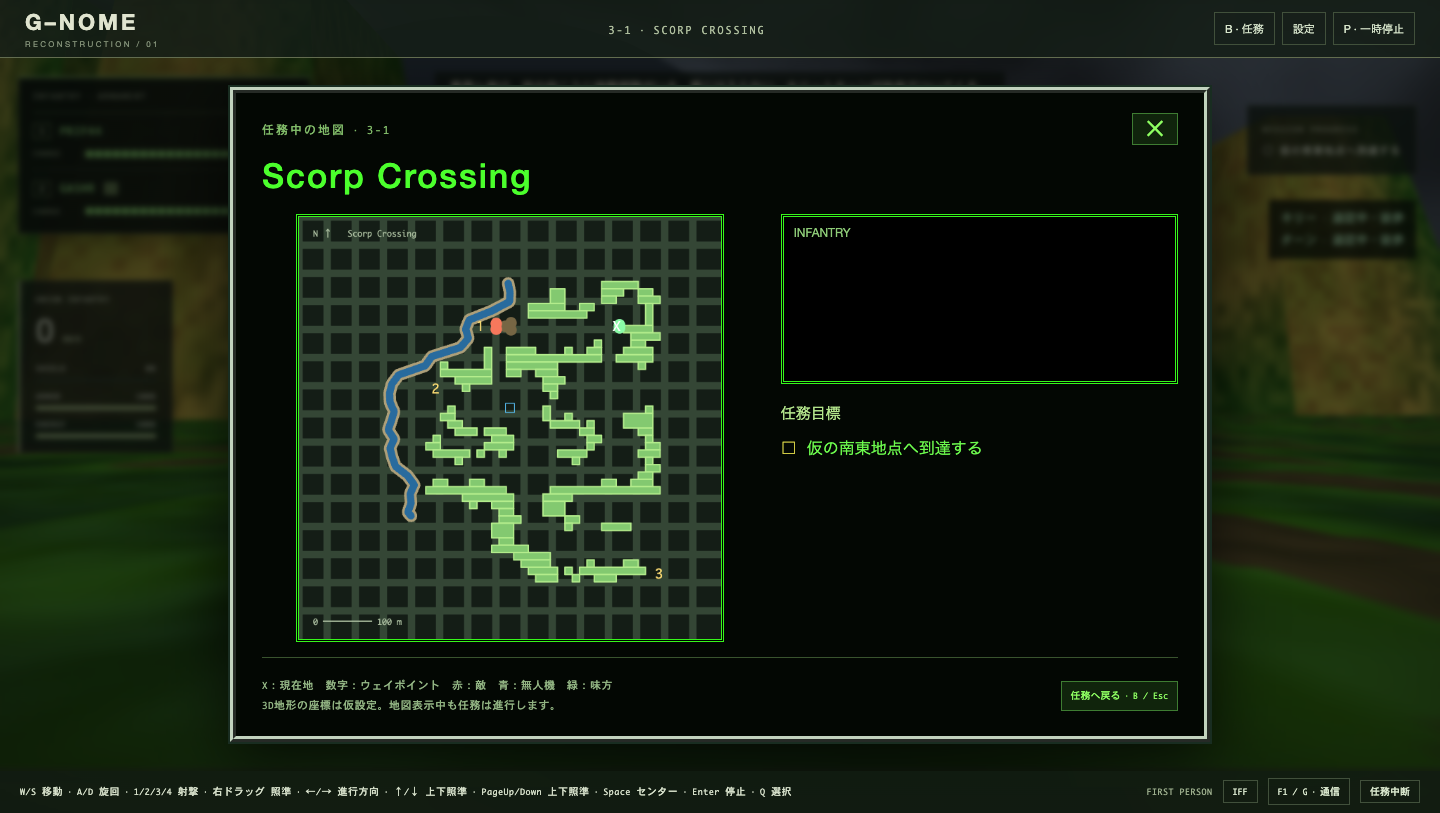 G–NOME
RECONSTRUCTION / 01
3-1 · SCORP CROSSING
B · 任務
設定
P · 一時停止
任務中の地図 · 3-1
Scorp Crossing
N ↑ Scorp Crossing
1
X
2
3
0 100 m
INFANTRY
任務目標
□ 仮の南東地点へ到達する
X：現在地 数字：ウェイポイント 赤：敵 青：無人機 緑：味方
3D地形の座標は仮設定。地図表示中も任務は進行します。
任務へ戻る · B / Esc
W/S 移動 · A/D 旋回 · 1/2/3/4 射撃 · 右ドラッグ 照準 · ←/→ 進行方向 · ↑/↓ 上下照準 · PageUp/Down 上下照準 · Space センター · Enter 停止 · Q 選択
FIRST PERSON
IFF
F1 / G · 通信
任務中断